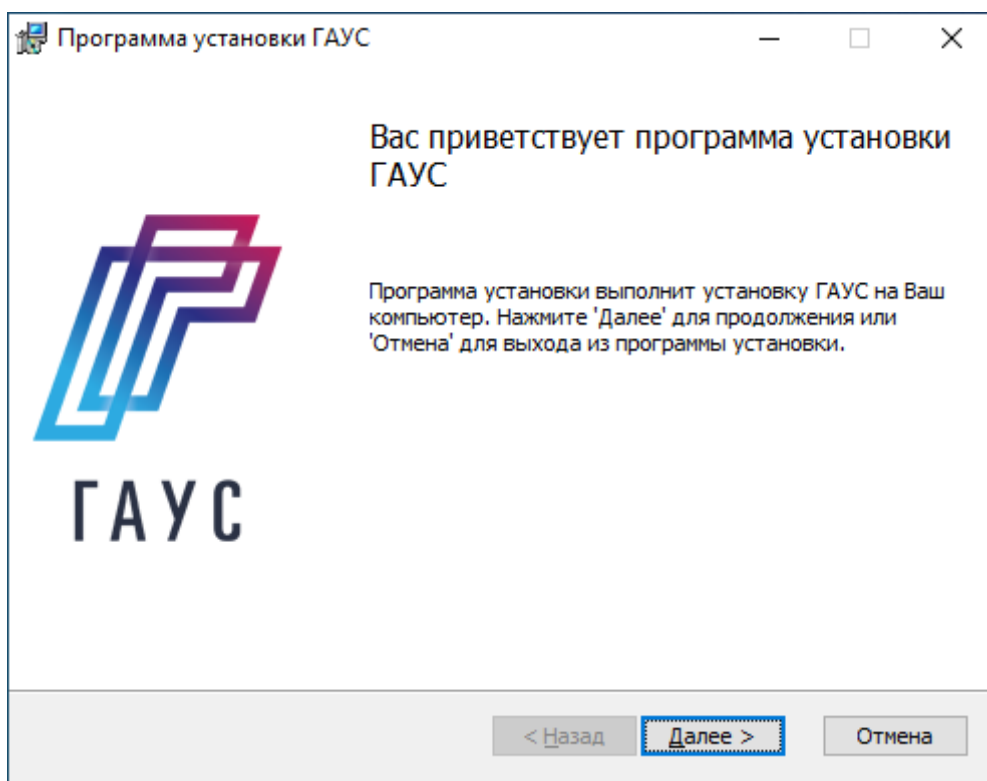 Программа установки ГАУС
Вас приветствует программа установки
ГАУС
Программа установки выполнит установку ГАУС на Ваш
компьютер. Нажмите 'Далее' для продолжения или
'Отмена' для выхода из программы установки.
ГАУС
< Назад Далее > Отмена